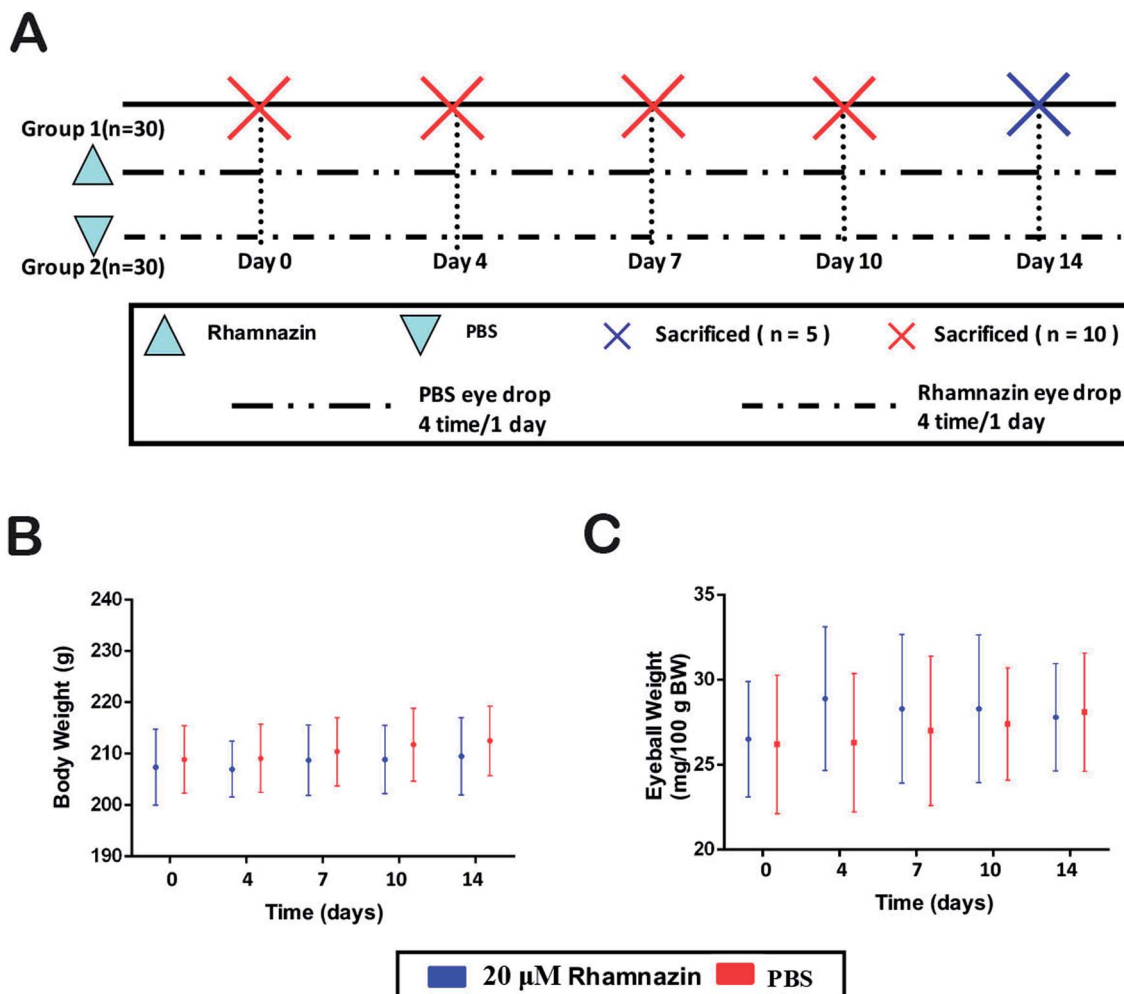 A
Group 1(n=30)
Group 2(n=30)
Day 0
Day 4
Day 7
Day 10
Day 14
Rhamnazin
PBS
Sacrificed ( n = 5 )
Sacrificed ( n = 10 )
PBS eye drop
4 time/1 day
Rhamnazin eye drop
4 time/1 day
B
240
230
220
210
200
190
Body Weight (g)
0 4 7 10 14
Time (days)
C
35
30
25
20
Eyeball Weight
(mg/100 g BW)
0 4 7 10 14
Time (days)
20 μM Rhamnazin PBS